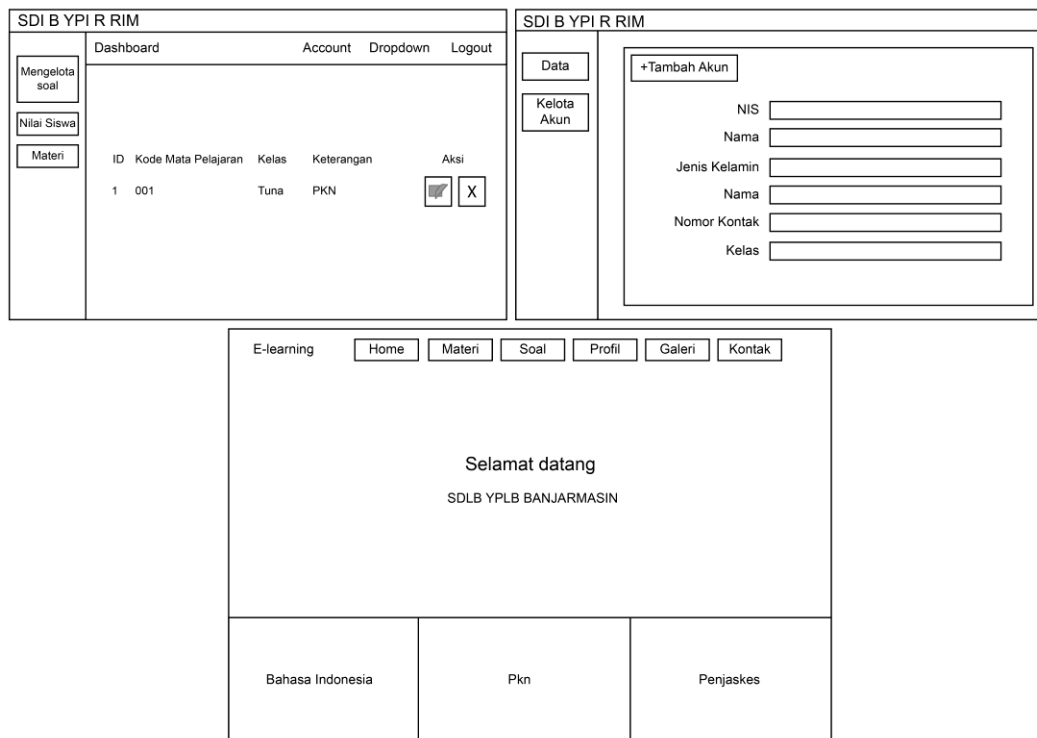 SDI B YPI R RIM
Dashboard Account Dropdown Logout
Mengelota
soal
Nilai Siswa
Materi
ID Kode Mata Pelajaran Kelas Keterangan Aksi
1 001 Tuna PKN X
SDI B YPI R RIM
Data
Kelota
Akun
+Tambah Akun
NIS
Nama
Jenis Kelamin
Nama
Nomor Kontak
Kelas
E-learning Home Materi Soal Profil Galeri Kontak
Selamat datang
SDLB YPLB BANJARMASIN
Bahasa Indonesia Pkn Penjaskes